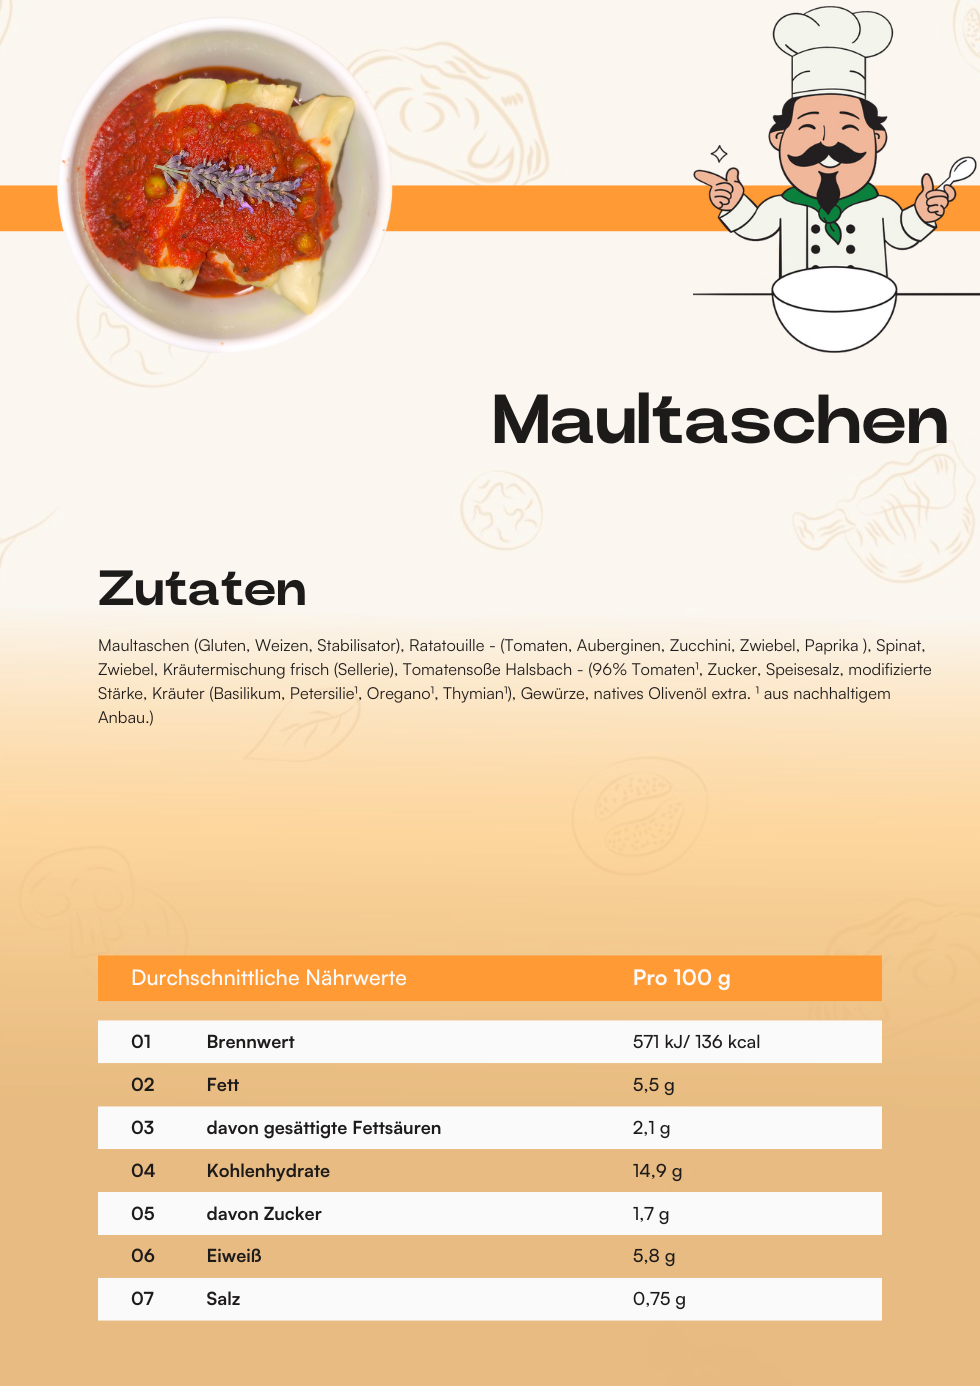 Maultaschen
Zutaten
Maultaschen (Gluten, Weizen, Stabilisator), Ratatouille - (Tomaten, Auberginen, Zucchini, Zwiebel, Paprika ), Spinat,
Zwiebel, Kräutermischung frisch (Sellerie), Tomatensoße Halsbach - (96% Tomaten¹, Zucker, Speisesalz, modifizierte
Stärke, Kräuter (Basilikum, Petersilie¹, Oregano¹, Thymian¹), Gewürze, natives Olivenöl extra. ¹ aus nachhaltigem
Anbau.)
Durchschnittliche Nährwerte Pro 100 g
01 Brennwert 571 kJ/ 136 kcal
02 Fett 5,5 g
03 davon gesättigte Fettsäuren 2,1 g
04 Kohlenhydrate 14,9 g
05 davon Zucker 1,7 g
06 Eiweiß 5,8 g
07 Salz 0,75 g